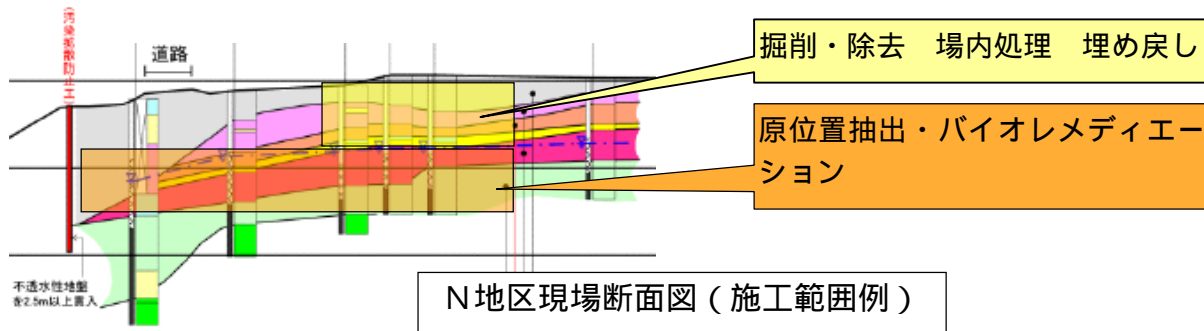 (汚染拡散防止工)
道路
掘削・除去　場内処理　埋め戻し
原位置抽出・バイオレメディエー
ション
不透水性地盤
を2.5m以上貫入
Ｎ地区現場断面図（施工範囲例）